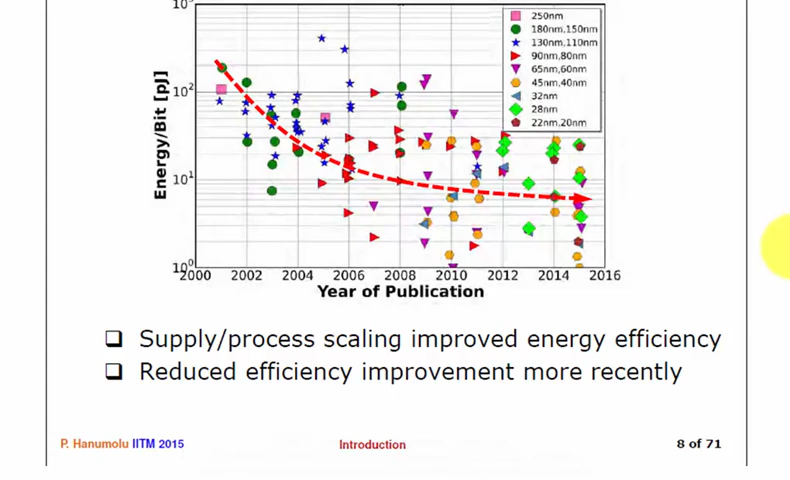 10³
250nm
180nm,150nm
130nm,110nm
90nm,80nm
65nm,60nm
45nm,40nm
32nm
28nm
22nm,20nm
Energy/Bit [pJ]
10²
10¹
10⁰
2000 2002 2004 2006 2008 2010 2012 2014 2016
Year of Publication
❑ Supply/process scaling improved energy efficiency
❑ Reduced efficiency improvement more recently
P. Hanumolu IITM 2015 Introduction 8 of 71